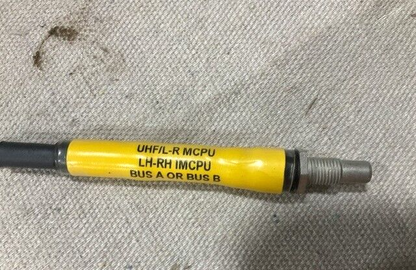 UHF/L-R MCPU
LH-RH IMCPU
BUS A OR BUS B